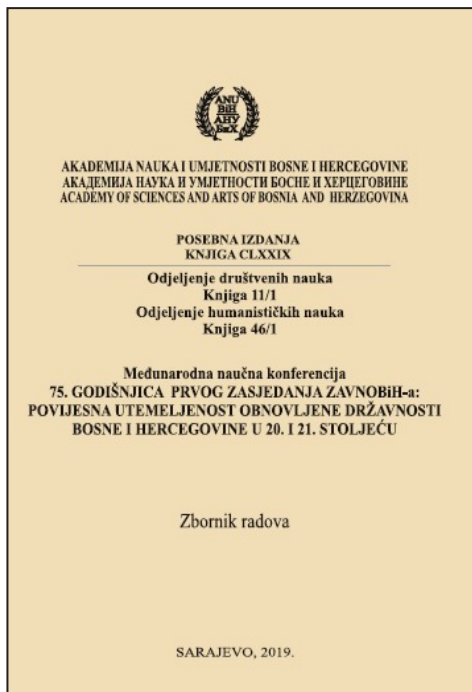 ANU
BiH
АНУ
БиХ
AKADEMIJA NAUKA I UMJETNOSTI BOSNE I HERCEGOVINE
АКАДЕМИЈА НАУКА И УМЈЕТНОСТИ БОСНЕ И ХЕРЦЕГОВИНЕ
ACADEMY OF SCIENCES AND ARTS OF BOSNIA AND HERZEGOVINA
POSEBNA IZDANJA
KNJIGA CLXXIX
Odjeljenje društvenih nauka
Knjiga 11/1
Odjeljenje humanističkih nauka
Knjiga 46/1
Međunarodna naučna konferencija
75. GODIŠNJICA PRVOG ZASJEDANJA ZAVNOBiH-a:
POVIJESNA UTEMELJENOST OBNOVLJENE DRŽAVNOSTI
BOSNE I HERCEGOVINE U 20. I 21. STOLJEĆU
Zbornik radova
SARAJEVO, 2019.